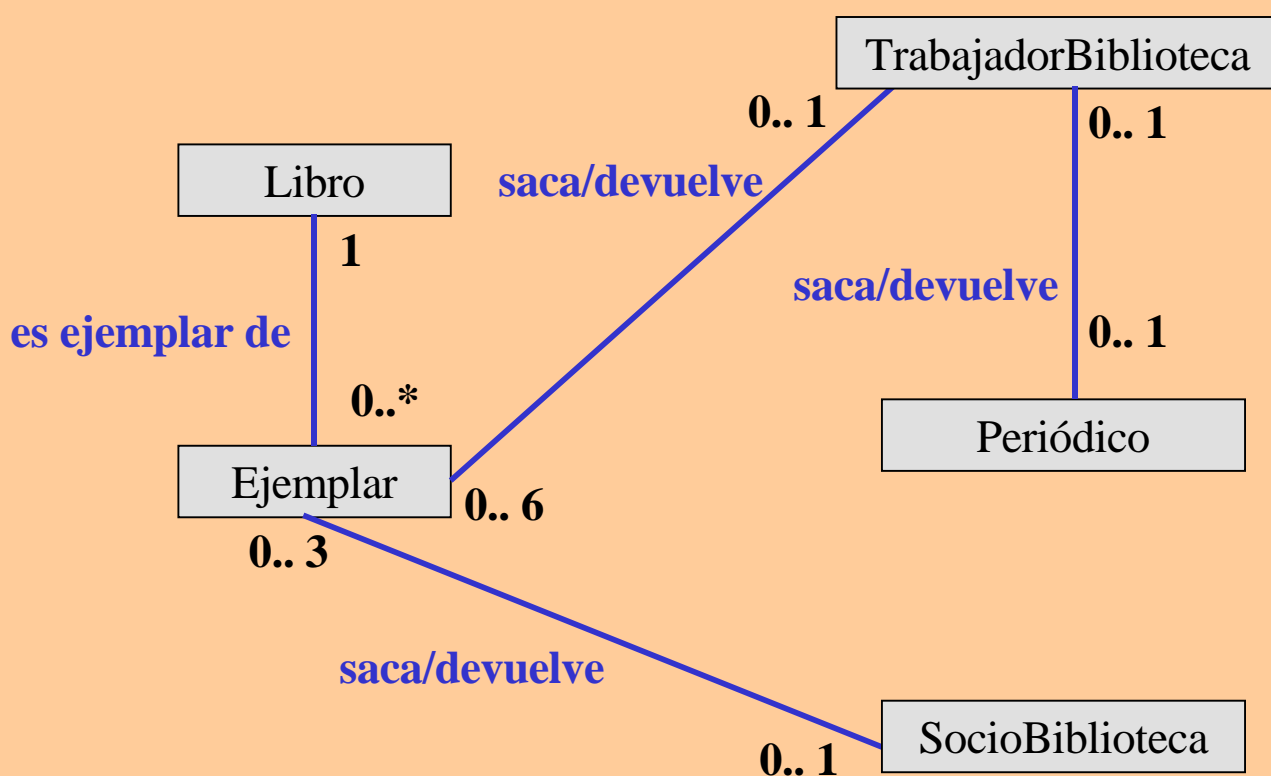 TrabajadorBiblioteca
0.. 1
0.. 1
Libro
saca/devuelve
1
saca/devuelve
es ejemplar de
0.. 1
0..*
Periódico
Ejemplar
0.. 6
0.. 3
saca/devuelve
SocioBiblioteca
0.. 1